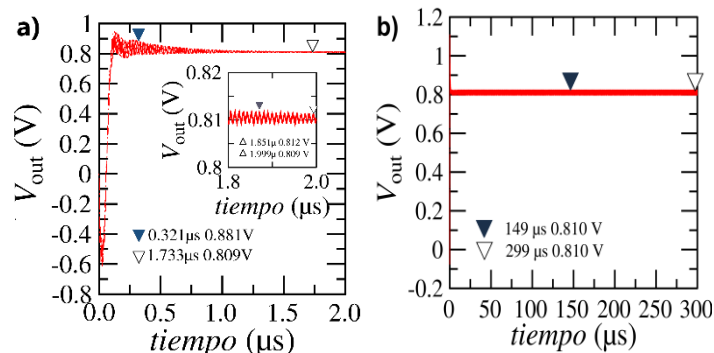 a)
V_out (V)
1
0.8
0.6
0.4
0.2
0
-0.2
-0.4
-0.6
-0.8
0.0
0.5
1.0
1.5
2.0
tiempo (μs)
0.321μs 0.881V
1.733μs 0.809V
V_out (V)
0.82
0.81
0.8
1.8
2.0
tiempo (μs)
1.851μ 0.812 V
1.999μ 0.809 V
b)
V_out (V)
1.2
1
0.8
0.6
0.4
0.2
0
-0.2
0
50
100
150
200
250
300
tiempo (μs)
149 μs 0.810 V
299 μs 0.810 V